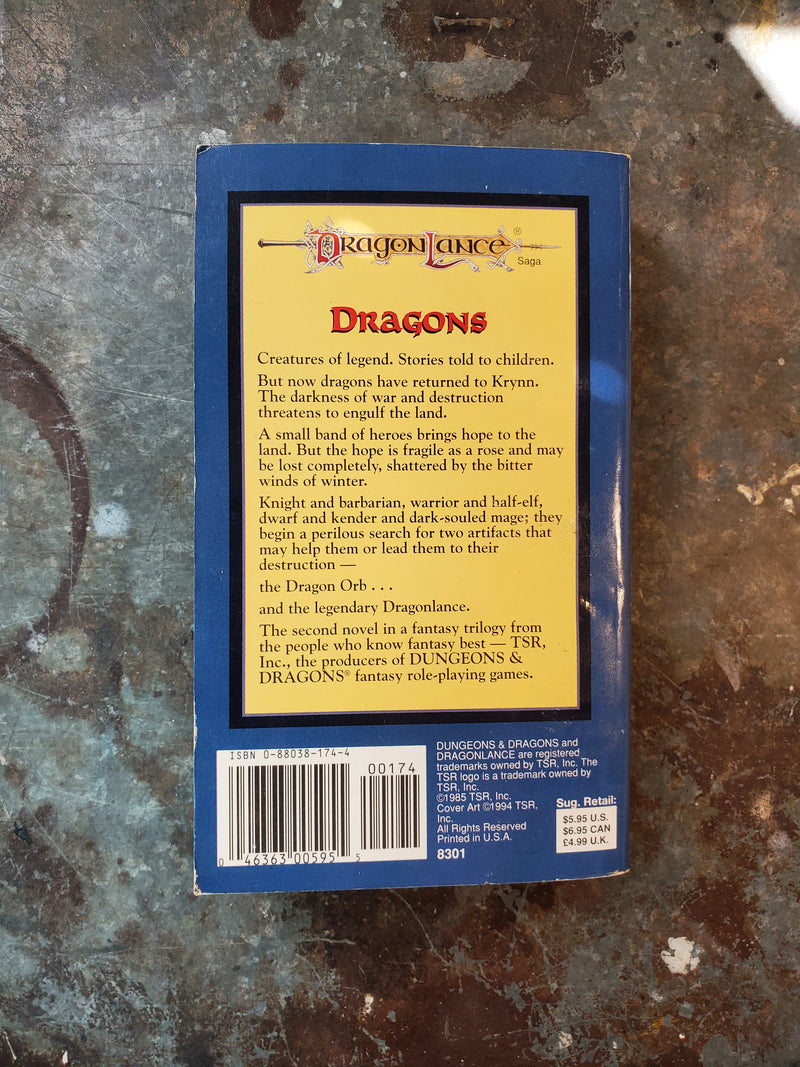 DRAGONLANCE®
Saga
DRAGONS
Creatures of legend. Stories told to children.
But now dragons have returned to Krynn.
The darkness of war and destruction
threatens to engulf the land.
A small band of heroes brings hope to the
land. But the hope is fragile as a rose and may
be lost completely, shattered by the bitter
winds of winter.
Knight and barbarian, warrior and half-elf,
dwarf and kender and dark-souled mage; they
begin a perilous search for two artifacts that
may help them or lead them to their
destruction —
the Dragon Orb . . .
and the legendary Dragonlance.
The second novel in a fantasy trilogy from
the people who know fantasy best — TSR,
Inc., the producers of DUNGEONS &
DRAGONS® fantasy role-playing games.
ISBN 0-88038-174-4
00174
0 46363 00595 5
DUNGEONS & DRAGONS and
DRAGONLANCE are registered
trademarks owned by TSR, Inc. The
TSR logo is a trademark owned by
TSR, Inc.
©1985 TSR, Inc.
Cover Art ©1994 TSR,
Inc.
All Rights Reserved
Printed in U.S.A.
8301
Sug. Retail:
$5.95 U.S.
$6.95 CAN
£4.99 U.K.